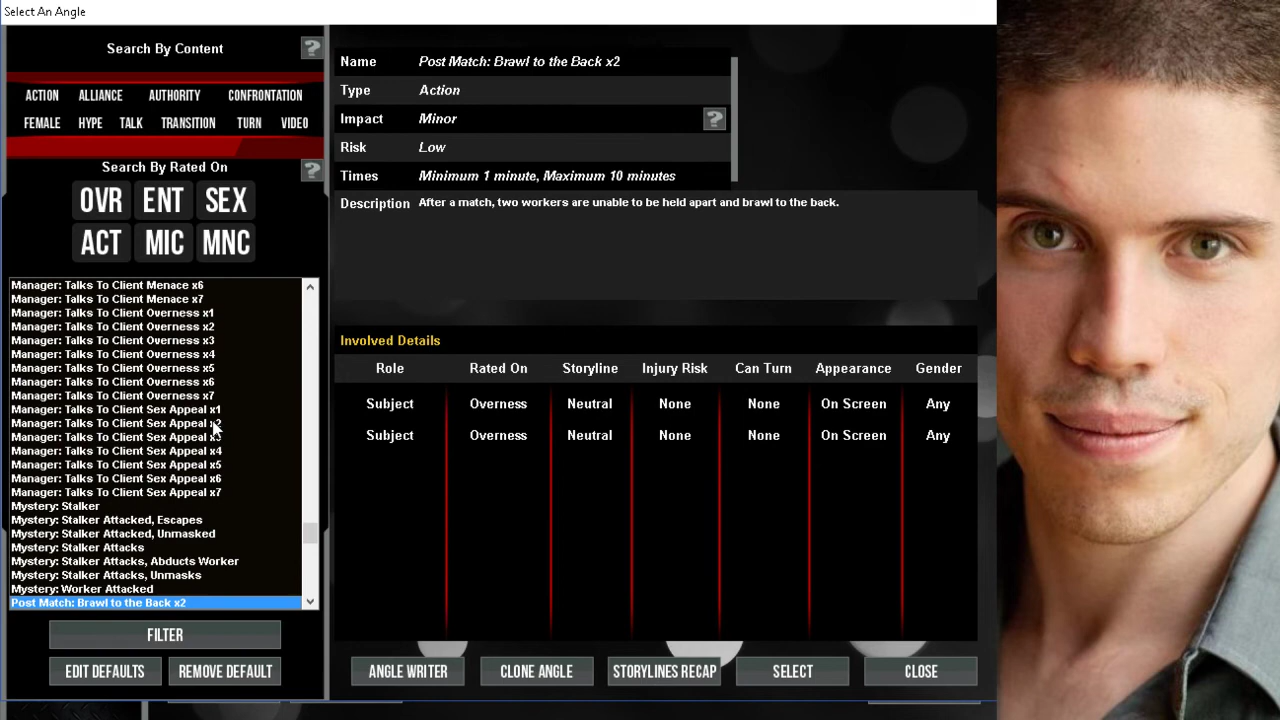 Select An Angle
Search By Content
?
ACTION ALLIANCE AUTHORITY CONFRONTATION
FEMALE HYPE TALK TRANSITION TURN VIDEO
Search By Rated On
?
OVR ENT SEX
ACT MIC MNC
Manager: Talks To Client Menace x6
Manager: Talks To Client Menace x7
Manager: Talks To Client Overness x1
Manager: Talks To Client Overness x2
Manager: Talks To Client Overness x3
Manager: Talks To Client Overness x4
Manager: Talks To Client Overness x5
Manager: Talks To Client Overness x6
Manager: Talks To Client Overness x7
Manager: Talks To Client Sex Appeal x1
Manager: Talks To Client Sex Appeal x2
Manager: Talks To Client Sex Appeal x3
Manager: Talks To Client Sex Appeal x4
Manager: Talks To Client Sex Appeal x5
Manager: Talks To Client Sex Appeal x6
Manager: Talks To Client Sex Appeal x7
Mystery: Stalker
Mystery: Stalker Attacked, Escapes
Mystery: Stalker Attacked, Unmasked
Mystery: Stalker Attacks
Mystery: Stalker Attacks, Abducts Worker
Mystery: Stalker Attacks, Unmasks
Mystery: Worker Attacked
Post Match: Brawl to the Back x2
FILTER
EDIT DEFAULTS REMOVE DEFAULT
Name Post Match: Brawl to the Back x2
Type Action
Impact Minor ?
Risk Low
Times Minimum 1 minute, Maximum 10 minutes
Description After a match, two workers are unable to be held apart and brawl to the back.
Involved Details
Role Rated On Storyline Injury Risk Can Turn Appearance Gender
Subject Overness Neutral None None On Screen Any
Subject Overness Neutral None None On Screen Any
ANGLE WRITER CLONE ANGLE STORYLINES RECAP SELECT CLOSE